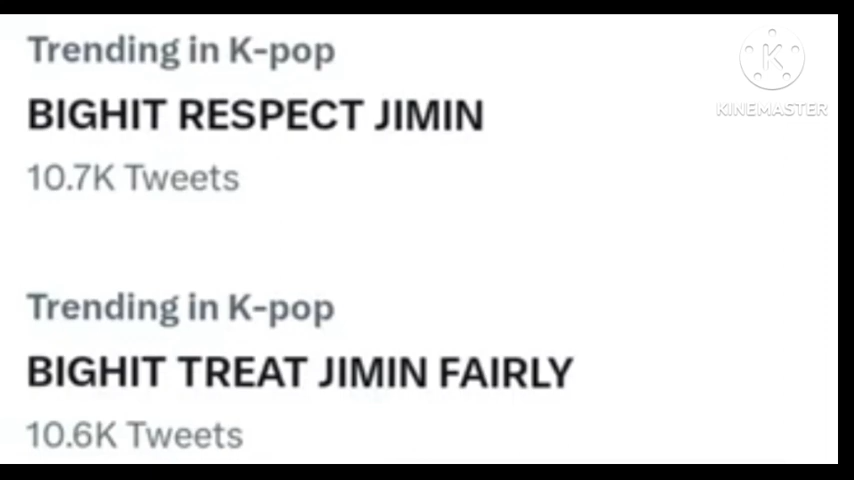 Trending in K-pop
BIGHIT RESPECT JIMIN
10.7K Tweets
Trending in K-pop
BIGHIT TREAT JIMIN FAIRLY
10.6K Tweets
K
KINEMASTER